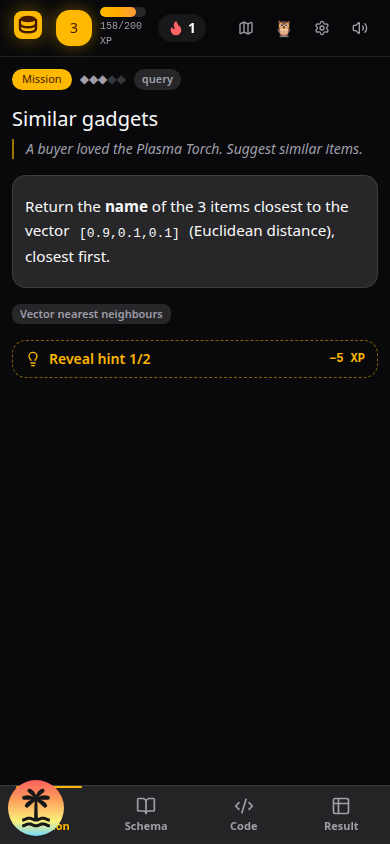 3
158/200
XP
1
Mission
query
Similar gadgets
A buyer loved the Plasma Torch. Suggest similar items.
Return the name of the 3 items closest to the
vector [0.9,0.1,0.1] (Euclidean distance),
closest first.
Vector nearest neighbours
Reveal hint 1/2
−5 XP
Schema
Code
Result